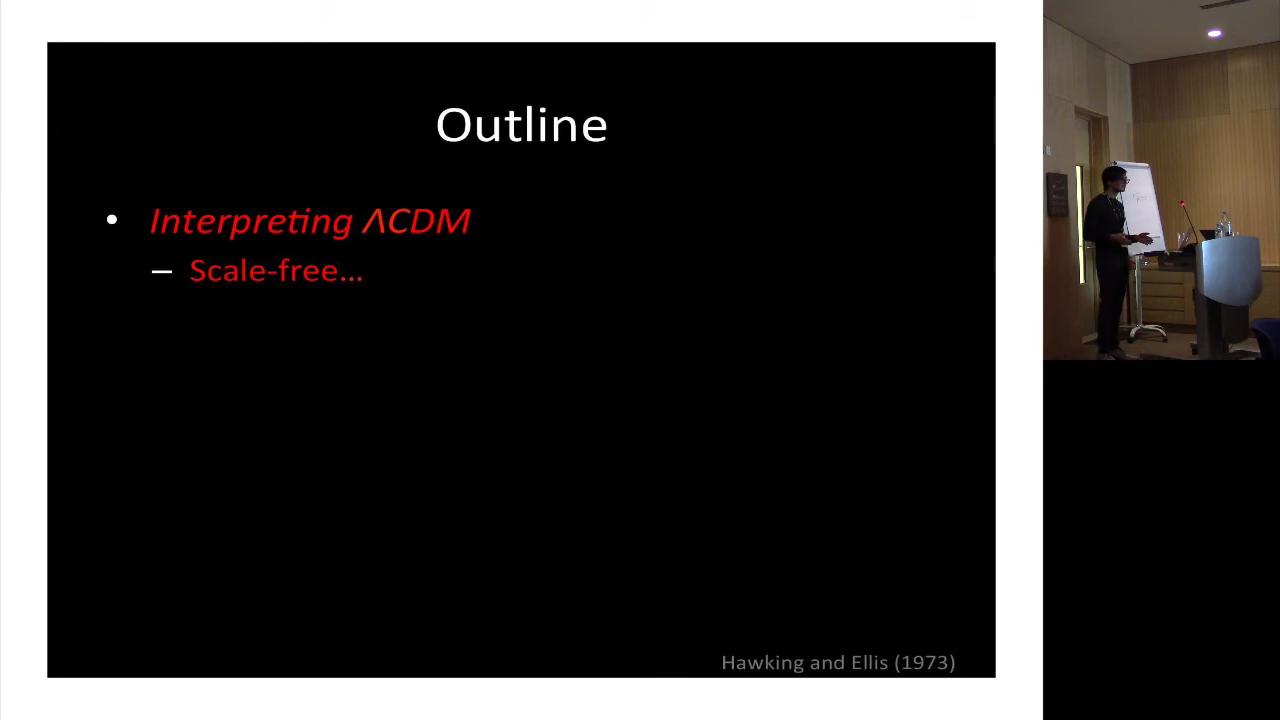 Outline
• Interpreting ΛCDM
– Scale-free...
Hawking and Ellis (1973)